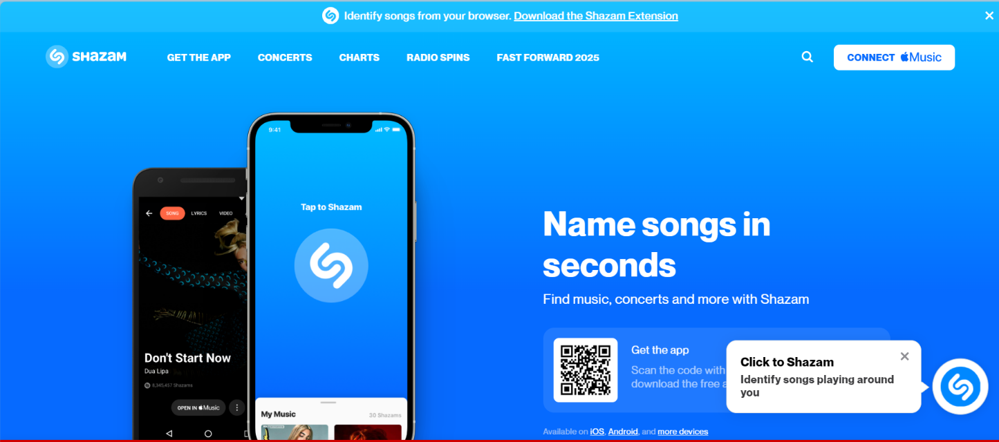 Identify songs from your browser. Download the Shazam Extension
SHAZAM
GET THE APP
CONCERTS
CHARTS
RADIO SPINS
FAST FORWARD 2025
CONNECT Music
9:41
Tap to Shazam
SONG
LYRICS
VIDEO
Don't Start Now
Dua Lipa
8,345,457 Shazams
OPEN IN Music
My Music
30 Shazams
Name songs in
seconds
Find music, concerts and more with Shazam
Get the app
Scan the code with
download the free
Click to Shazam
Identify songs playing around
you
Available on iOS, Android, and more devices